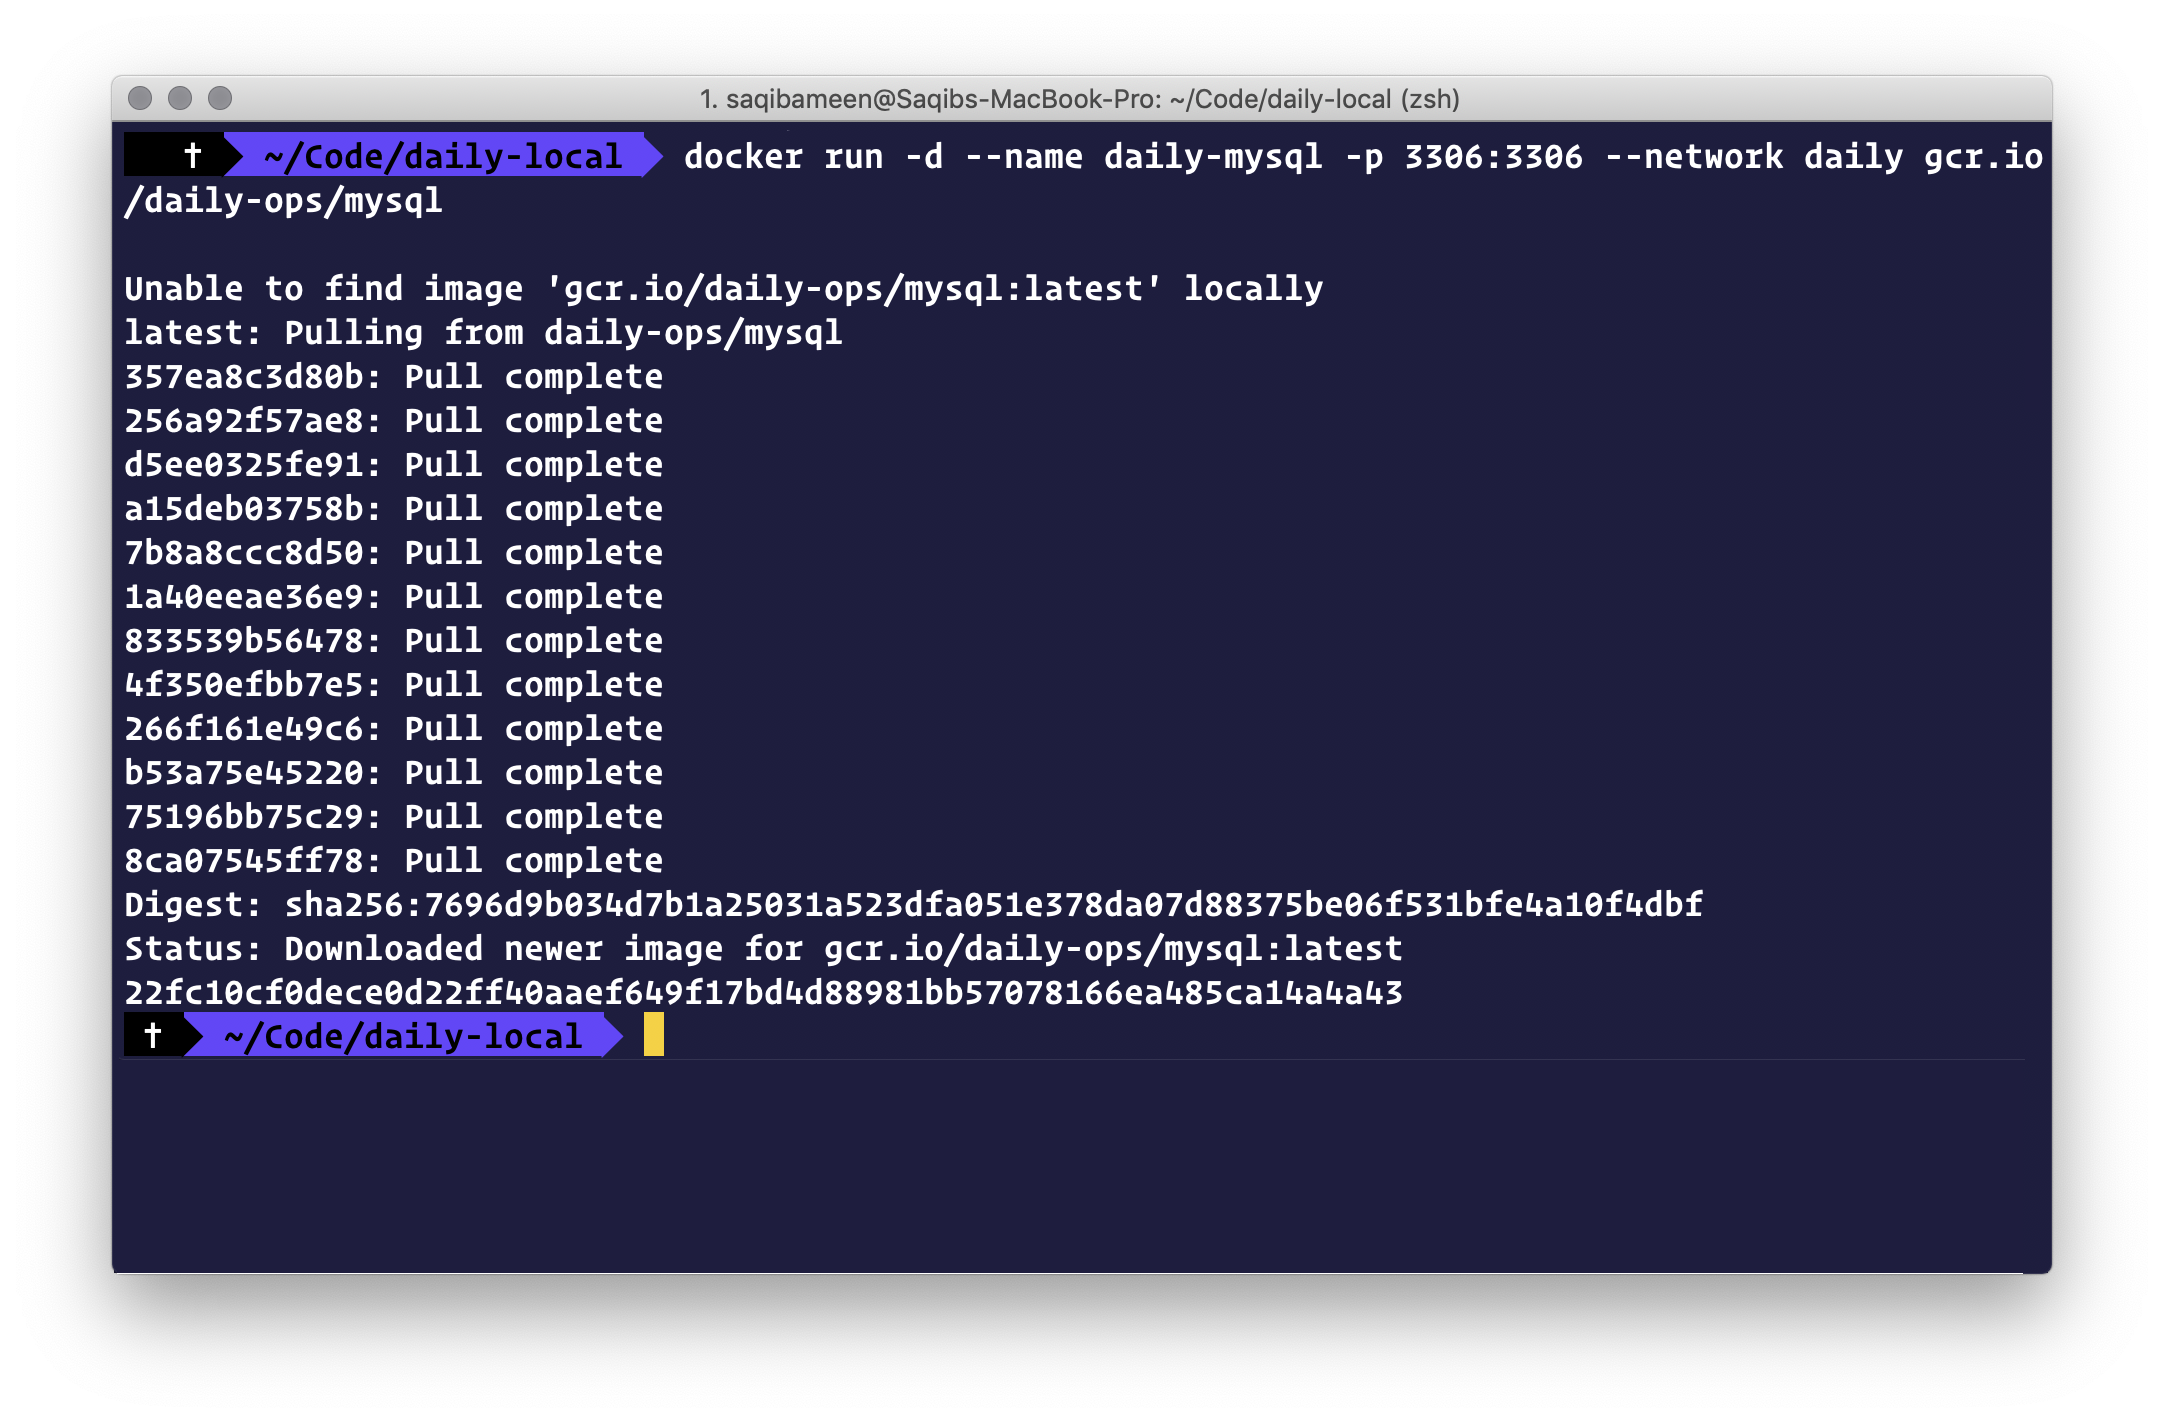 1. saqibameen@Saqibs-MacBook-Pro: ~/Code/daily-local (zsh)
† ~/Code/daily-local docker run -d --name daily-mysql -p 3306:3306 --network daily gcr.io
/daily-ops/mysql
Unable to find image 'gcr.io/daily-ops/mysql:latest' locally
latest: Pulling from daily-ops/mysql
357ea8c3d80b: Pull complete
256a92f57ae8: Pull complete
d5ee0325fe91: Pull complete
a15deb03758b: Pull complete
7b8a8ccc8d50: Pull complete
1a40eeae36e9: Pull complete
833539b56478: Pull complete
4f350efbb7e5: Pull complete
266f161e49c6: Pull complete
b53a75e45220: Pull complete
75196bb75c29: Pull complete
8ca07545ff78: Pull complete
Digest: sha256:7696d9b034d7b1a25031a523dfa051e378da07d88375be06f531bfe4a10f4dbf
Status: Downloaded newer image for gcr.io/daily-ops/mysql:latest
22fc10cf0dece0d22ff40aaef649f17bd4d88981bb57078166ea485ca14a4a43
† ~/Code/daily-local